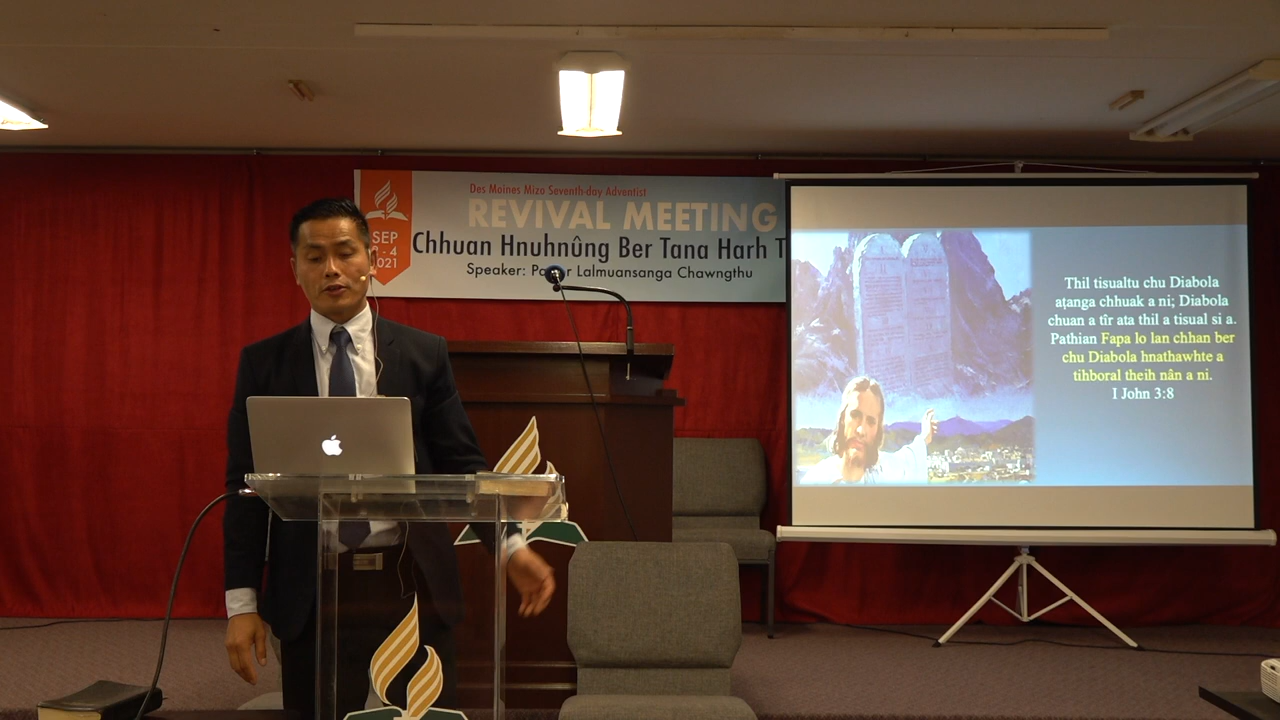 Des Moines Mizo Seventh-day Adventist
REVIVAL MEETING
SEP
- 4
2021
Chhuan Hnuhnûng Ber Tana Harh T
Speaker: Lalmuansanga Chawngthu
Thil tisualtu chu Diabola
aṭanga chhuak a ni; Diabola
chuan a tîr ata thil a tisual si a.
Pathian Fapa lo lan chhan ber
chu Diabola hnathawhte a
tihboral theih nân a ni.
I John 3:8